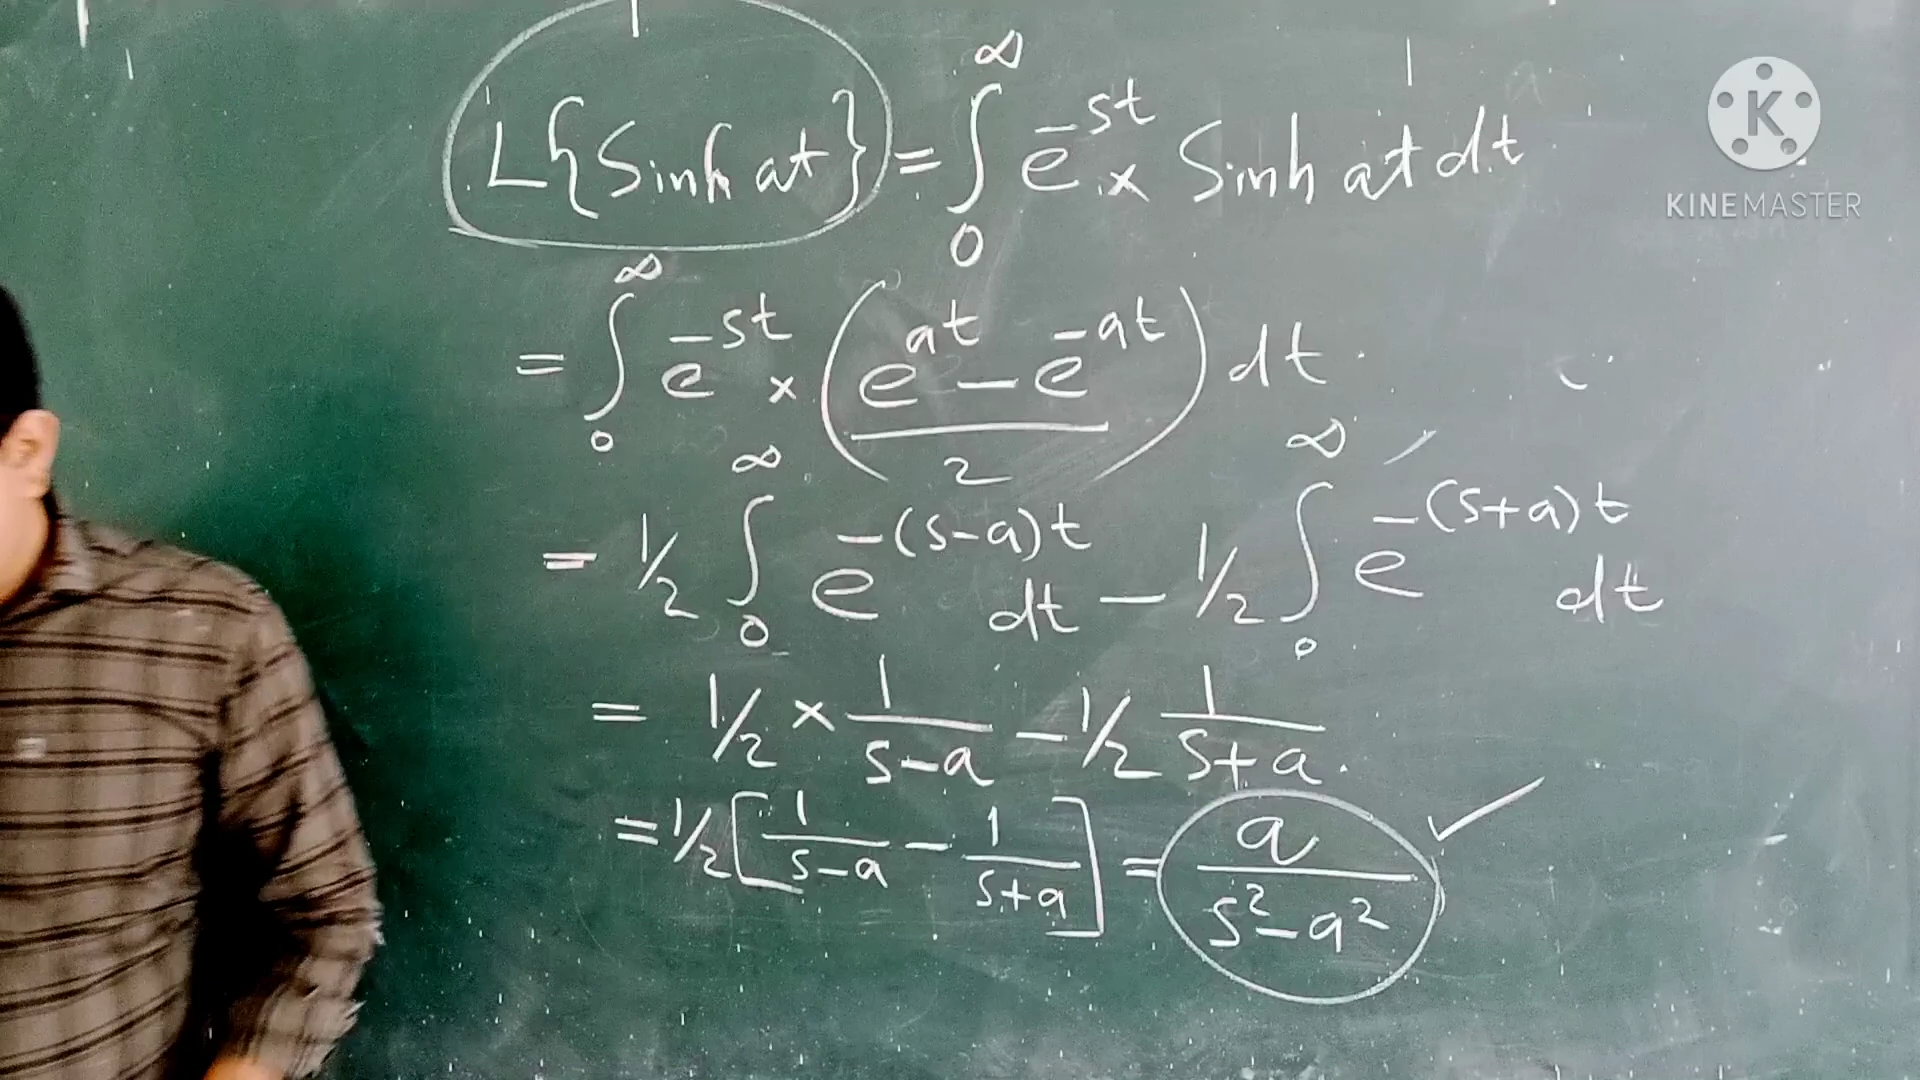 L{Sinh at} = ∫₀^∞ e^{-st} × Sinh at dt
K
KINEMASTER
= ∫₀^∞ e^{-st} × (e^{at} - e^{-at} / 2) dt
= 1/2 ∫₀^∞ e^{-(s-a)t} dt - 1/2 ∫₀^∞ e^{-(s+a)t} dt
= 1/2 × 1/(s-a) - 1/2 1/(s+a)
= 1/2 [1/(s-a) - 1/(s+a)] = a/(s²-a²) ✓